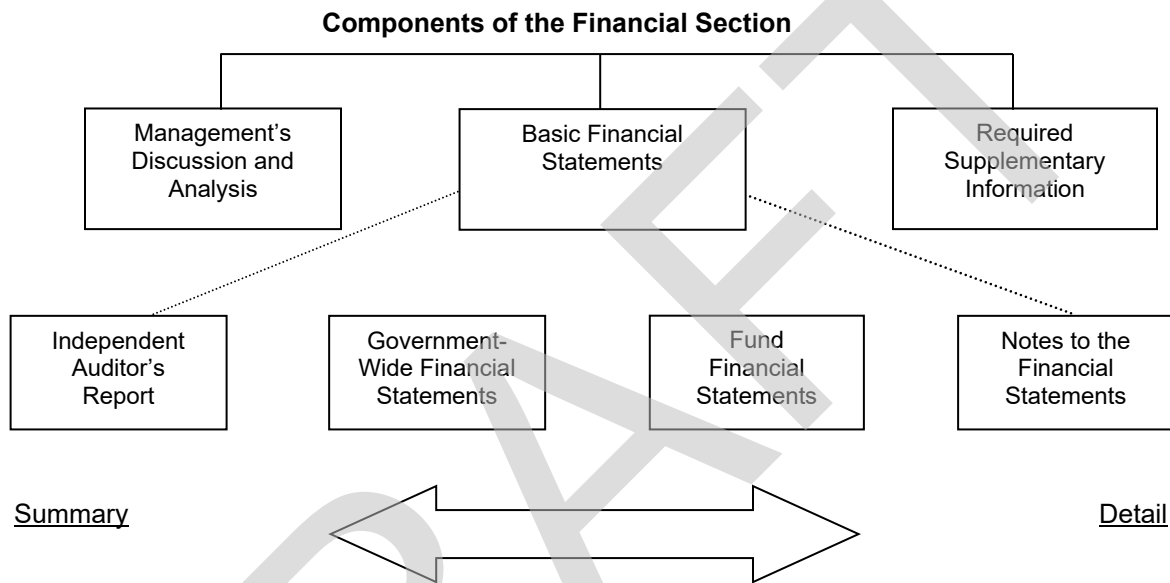 Components of the Financial Section
Management's
Discussion and
Analysis
Basic Financial
Statements
Required
Supplementary
Information
Independent
Auditor's
Report
Government-
Wide Financial
Statements
Fund
Financial
Statements
Notes to the
Financial
Statements
Summary
Detail
DRAFT